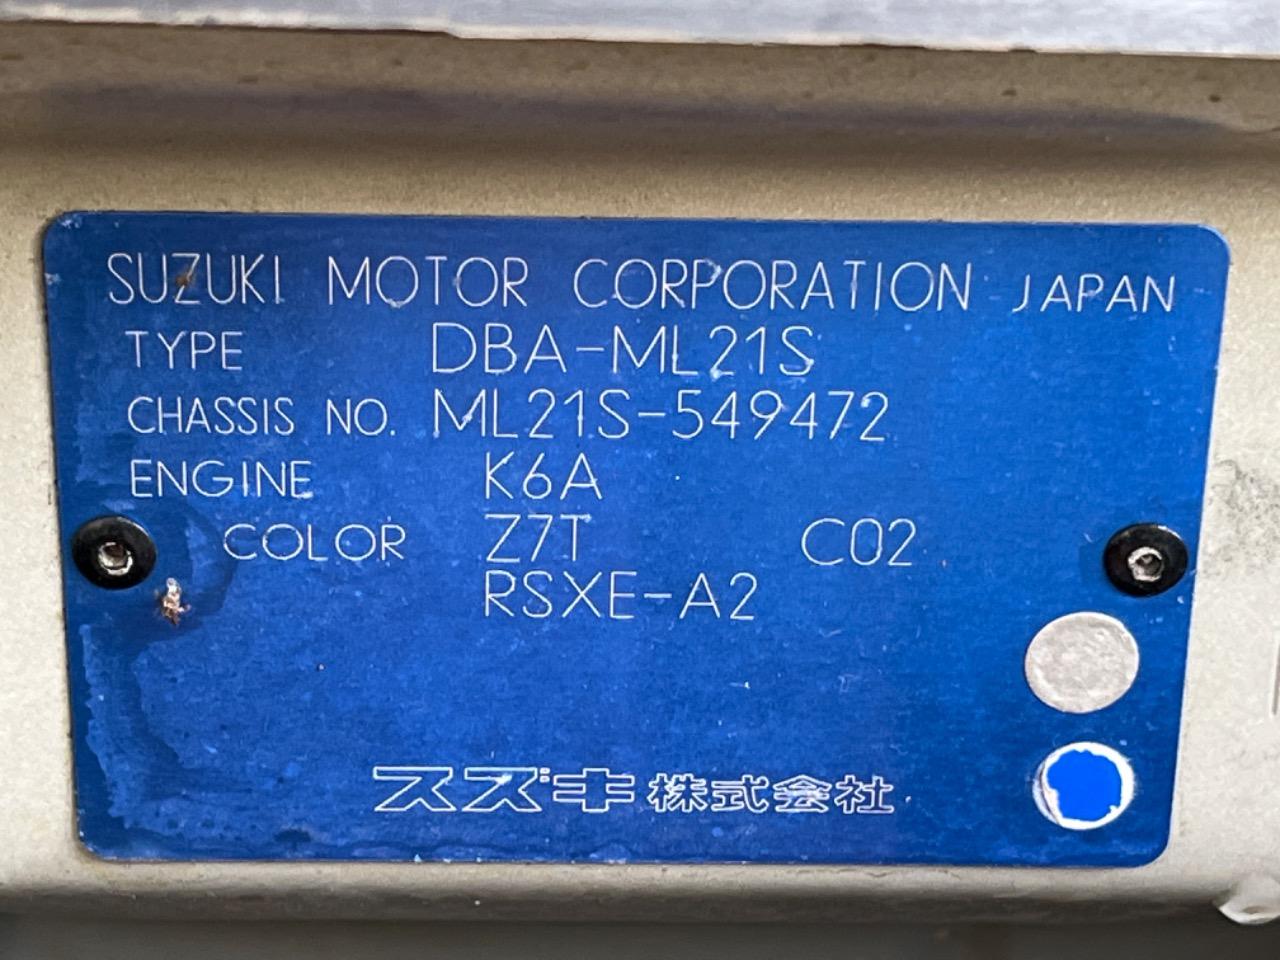 SUZUKI MOTOR CORPORATION JAPAN
TYPE DBA-ML21S
CHASSIS NO. ML21S-549472
ENGINE K6A
COLOR Z7T C02
RSXE-A2
スズキ株式会社